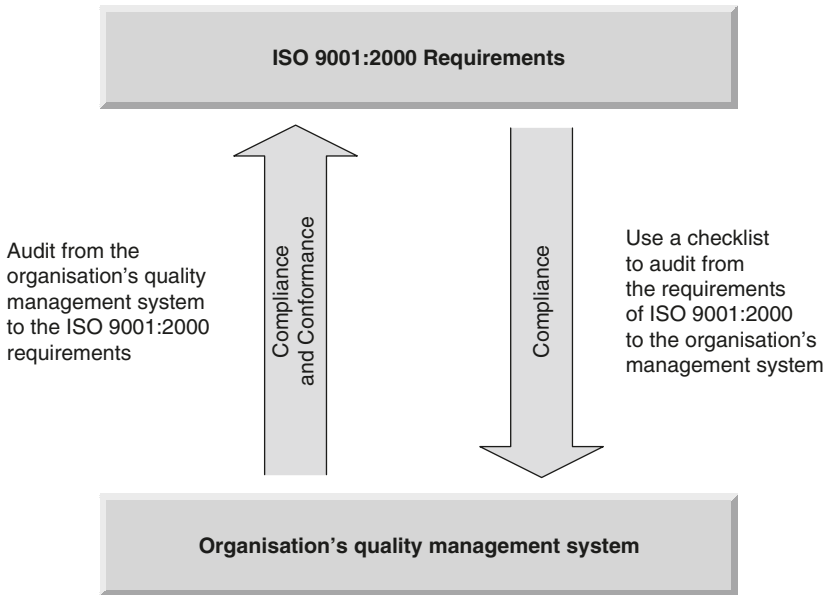 ISO 9001:2000 Requirements
Audit from the
organisation's quality
management system
to the ISO 9001:2000
requirements
Compliance
and Conformance
Compliance
Use a checklist
to audit from
the requirements
of ISO 9001:2000
to the organisation's
management system
Organisation's quality management system